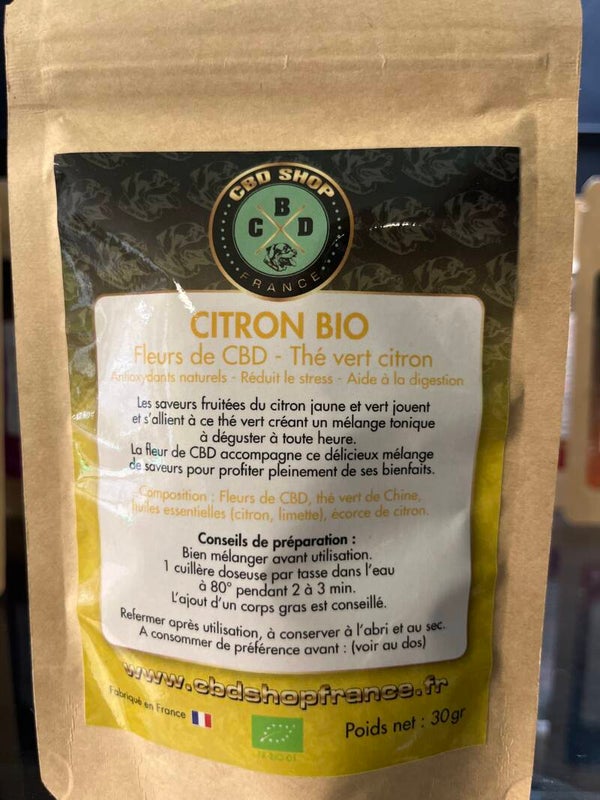 CBD SHOP
C B D
FRANCE
CITRON BIO
Fleurs de CBD - Thé vert citron
Antioxydants naturels - Réduit le stress - Aide à la digestion
Les saveurs fruitées du citron jaune et vert jouent
et s'allient à ce thé vert créant un mélange tonique
à déguster à toute heure.
La fleur de CBD accompagne ce délicieux mélange
de saveurs pour profiter pleinement de ses bienfaits.
Composition : Fleurs de CBD, thé vert de Chine,
huiles essentielles (citron, limette), écorce de citron.
Conseils de préparation :
Bien mélanger avant utilisation.
1 cuillère doseuse par tasse dans l'eau
à 80° pendant 2 à 3 min.
L'ajout d'un corps gras est conseillé.
Refermer après utilisation, à conserver à l'abri et au sec.
A consommer de préférence avant : (voir au dos)
www.cbdshopfrance.fr
Fabriqué en France
FR-BIO-01
Poids net : 30gr